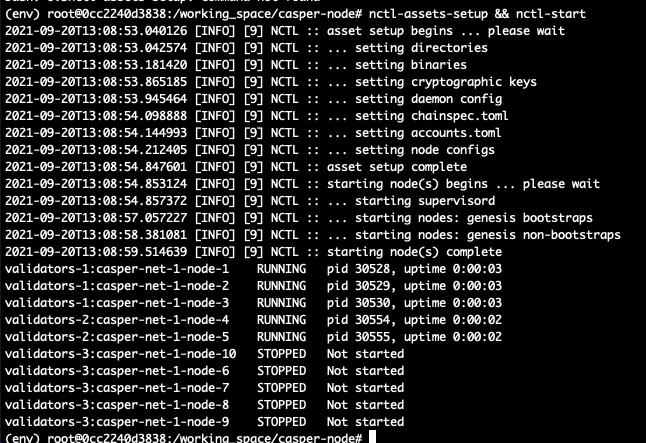 (env) root@0cc2240d3838:/working_space/casper-node# nctl-assets-setup && nctl-start
2021-09-20T13:08:53.040126 [INFO] [9] NCTL :: asset setup begins ... please wait
2021-09-20T13:08:53.042574 [INFO] [9] NCTL :: ... setting directories
2021-09-20T13:08:53.181420 [INFO] [9] NCTL :: ... setting binaries
2021-09-20T13:08:53.865185 [INFO] [9] NCTL :: ... setting cryptographic keys
2021-09-20T13:08:53.945464 [INFO] [9] NCTL :: ... setting daemon config
2021-09-20T13:08:54.098888 [INFO] [9] NCTL :: ... setting chainspec.toml
2021-09-20T13:08:54.144993 [INFO] [9] NCTL :: ... setting accounts.toml
2021-09-20T13:08:54.212405 [INFO] [9] NCTL :: ... setting node configs
2021-09-20T13:08:54.847601 [INFO] [9] NCTL :: asset setup complete
2021-09-20T13:08:54.853124 [INFO] [9] NCTL :: starting node(s) begins ... please wait
2021-09-20T13:08:54.857372 [INFO] [9] NCTL :: ... starting supervisord
2021-09-20T13:08:57.057227 [INFO] [9] NCTL :: ... starting nodes: genesis bootstraps
2021-09-20T13:08:58.381081 [INFO] [9] NCTL :: ... starting nodes: genesis non-bootstraps
2021-09-20T13:08:59.514639 [INFO] [9] NCTL :: starting node(s) complete
validators-1:casper-net-1-node-1 RUNNING pid 30528, uptime 0:00:03
validators-1:casper-net-1-node-2 RUNNING pid 30529, uptime 0:00:03
validators-1:casper-net-1-node-3 RUNNING pid 30530, uptime 0:00:03
validators-2:casper-net-1-node-4 RUNNING pid 30554, uptime 0:00:02
validators-2:casper-net-1-node-5 RUNNING pid 30555, uptime 0:00:02
validators-3:casper-net-1-node-10 STOPPED Not started
validators-3:casper-net-1-node-6 STOPPED Not started
validators-3:casper-net-1-node-7 STOPPED Not started
validators-3:casper-net-1-node-8 STOPPED Not started
validators-3:casper-net-1-node-9 STOPPED Not started
(env) root@0cc2240d3838:/working_space/casper-node#